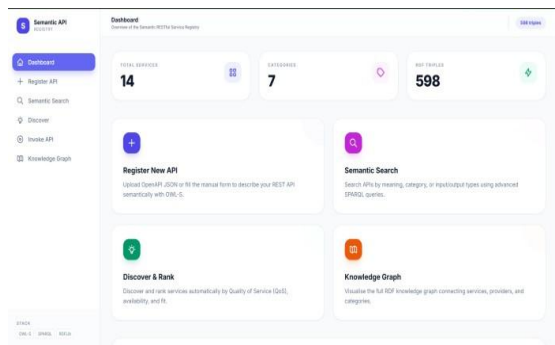 S
Semantic API
REGISTRY
Dashboard
Register API
Semantic Search
Discover
Invoke API
Knowledge Graph
STACK
OWL-S SPARQL
Dashboard
Overview of the Semantic RESTful Service Registry
598 triples
TOTAL SERVICES
14
CATEGORIES
7
RDF TRIPLES
598
Register New API
Upload OpenAPI JSON or fill the manual form to describe your REST API
semantically with OWL-S.
Semantic Search
Search APIs by meaning, category, or input/output types using advanced
SPARQL queries.
Discover & Rank
Discover and rank services automatically by Quality of Service (QoS),
availability, and fit.
Knowledge Graph
Visualise the full RDF knowledge graph connecting services, providers, and
categories.